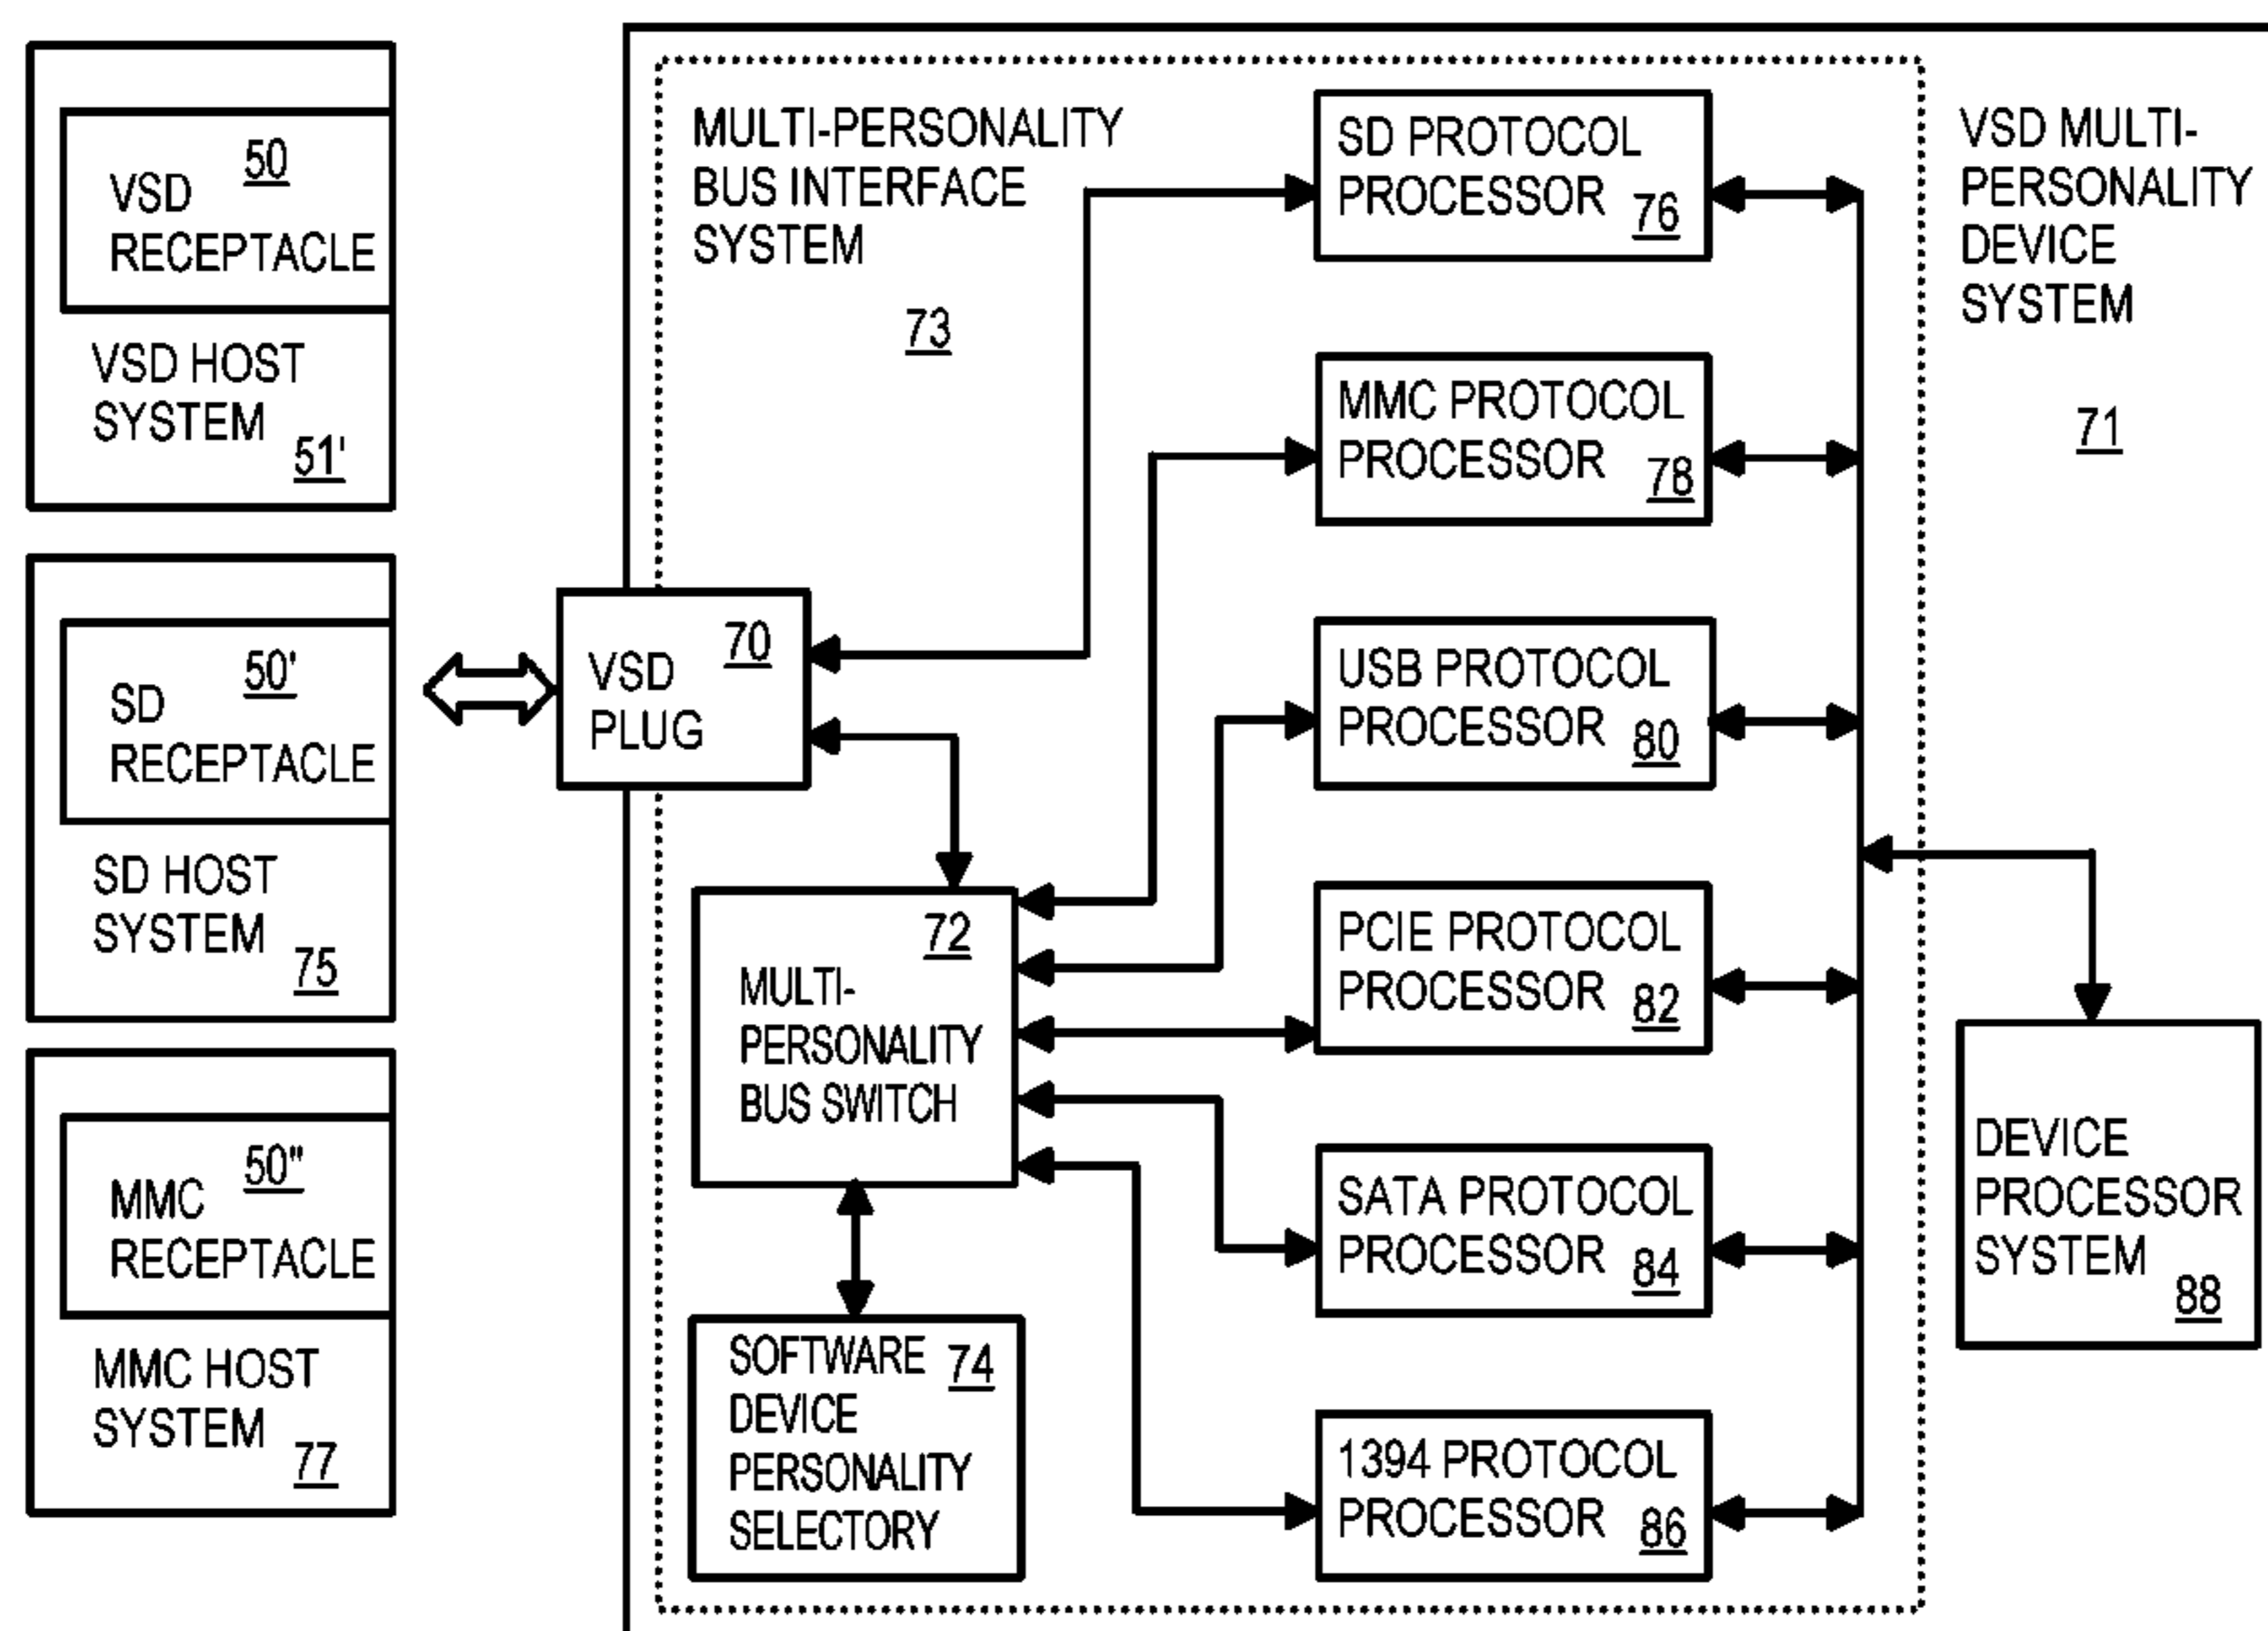 50
VSD
RECEPTACLE
VSD HOST
SYSTEM
51'
50'
SD
RECEPTACLE
SD HOST
SYSTEM
75
50"
MMC
RECEPTACLE
MMC HOST
SYSTEM
77
70
VSD
PLUG
MULTI-PERSONALITY
BUS INTERFACE
SYSTEM
73
72
MULTI-
PERSONALITY
BUS SWITCH
SOFTWARE 74
DEVICE
PERSONALITY
SELECTORY
SD PROTOCOL
PROCESSOR 76
MMC PROTOCOL
PROCESSOR 78
USB PROTOCOL
PROCESSOR 80
PCIE PROTOCOL
PROCESSOR 82
SATA PROTOCOL
PROCESSOR 84
1394 PROTOCOL
PROCESSOR 86
VSD MULTI-
PERSONALITY
DEVICE
SYSTEM
71
DEVICE
PROCESSOR
SYSTEM
88